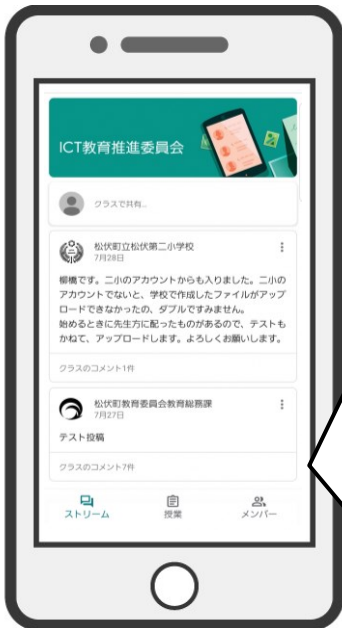 ICT教育推進委員会
クラスで共有...
松伏町立松伏第二小学校
7月28日
柳橋です。二小のアカウントからも入りました。二小の
アカウントでないと、学校で作成したファイルがアップ
ロードできなかったの、ダブルですみません。
始めるときに先生方に配ったものがあるので、テストも
かねて、アップロードします。よろしくお願いします。
クラスのコメント1件
松伏町教育委員会教育総務課
7月27日
テスト投稿
クラスのコメント7件
ストリーム
授業
メンバー